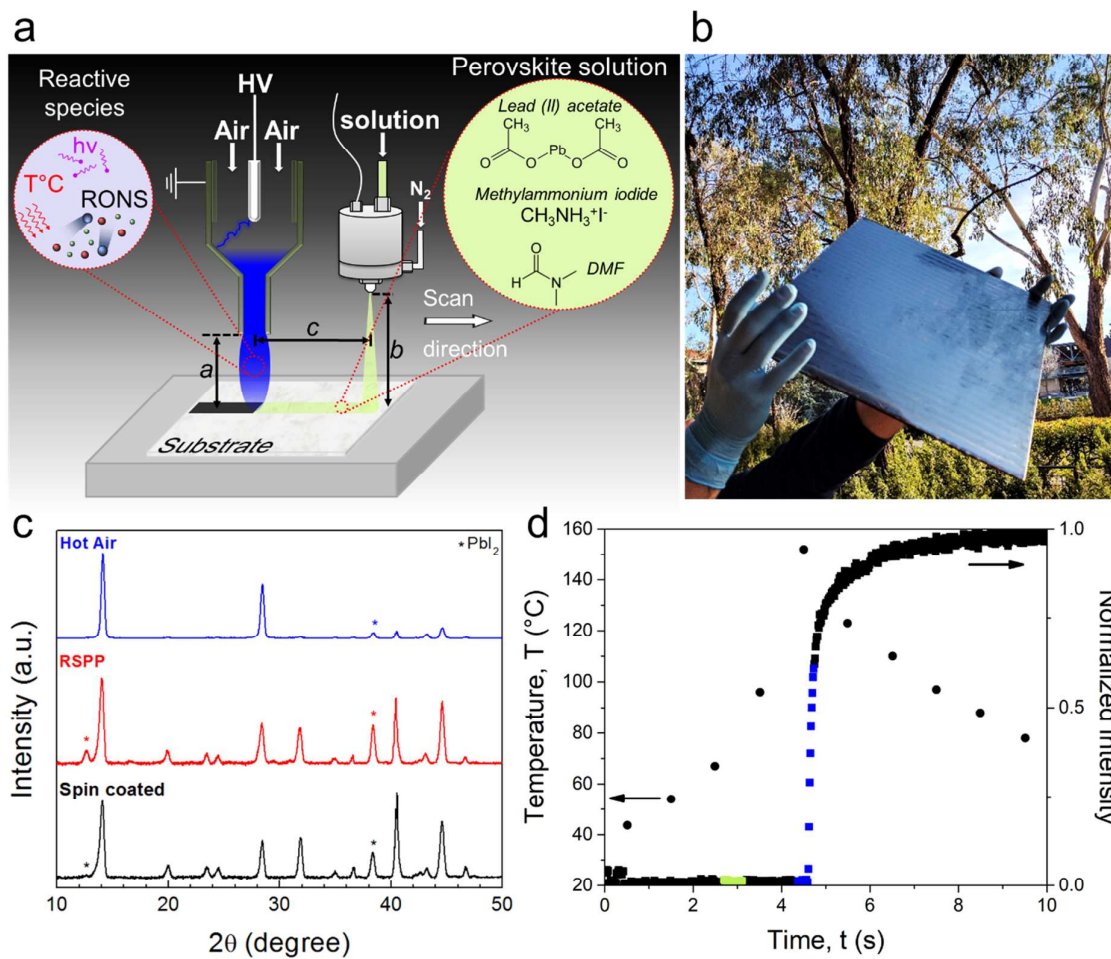 a
Reactive
species
hν
T°C
RONS
HV
Air Air
solution
N2
Perovskite solution
Lead (II) acetate
CH3 CH3
O O Pb O O
Methylammonium iodide
CH3NH3+I-
O
H N
DMF
Scan
direction
a
c
b
Substrate
b
c
Hot Air
* PbI2
*
RSPP
* *
Spin coated
* *
Intensity (a.u.)
10 20 30 40 50
2θ (degree)
d
160
140
120
100
80
60
40
20
Temperature, T (°C)
1.0
0.5
0.0
Normalized Intensity
0 2 4 6 8 10
Time, t (s)